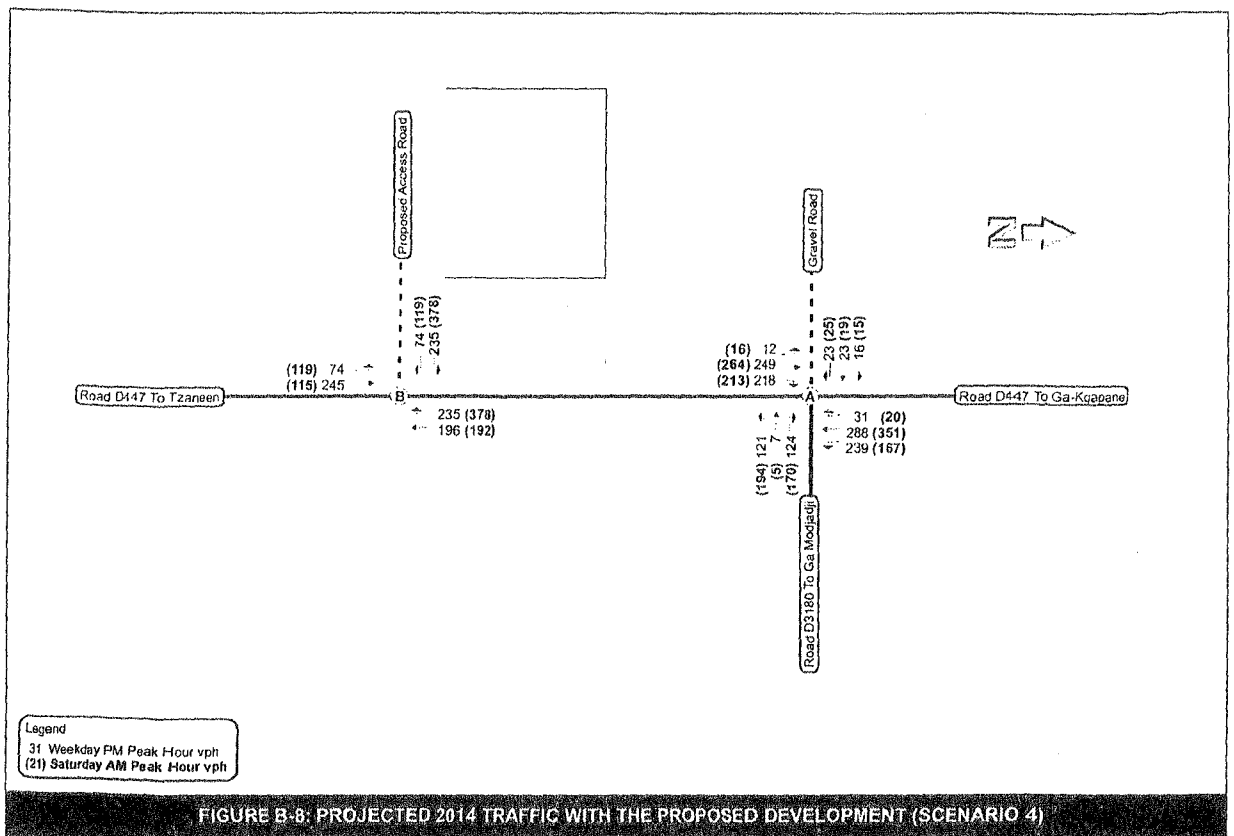 Proposed Access Road
Gravel Road
N
74 (119)
235 (378)
23 (25)
23 (19)
16 (15)
(119) 74
(115) 245
(16) 12
(264) 249
(213) 218
Road D447 To Tzaneen
B
A
Road D447 To Ga-Kgapane
235 (378)
196 (192)
31 (20)
288 (351)
239 (167)
(194) 121
(5) 7
(170) 124
Road D3180 To Ga Modjadji
Legend
31 Weekday PM Peak Hour vph
(21) Saturday AM Peak Hour vph
FIGURE B-8: PROJECTED 2014 TRAFFIC WITH THE PROPOSED DEVELOPMENT (SCENARIO 4)